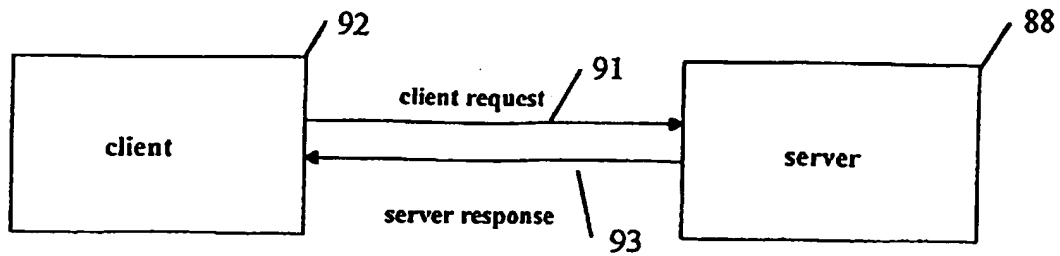 92
88
91
client request
client
server
server response
93